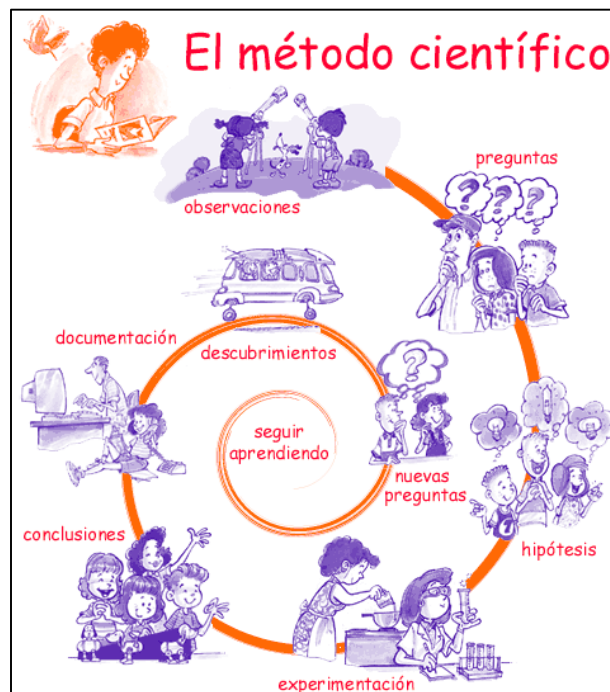 El método científico
observaciones
preguntas
hipótesis
experimentación
conclusiones
documentación
descubrimientos
nuevas
preguntas
seguir
aprendiendo